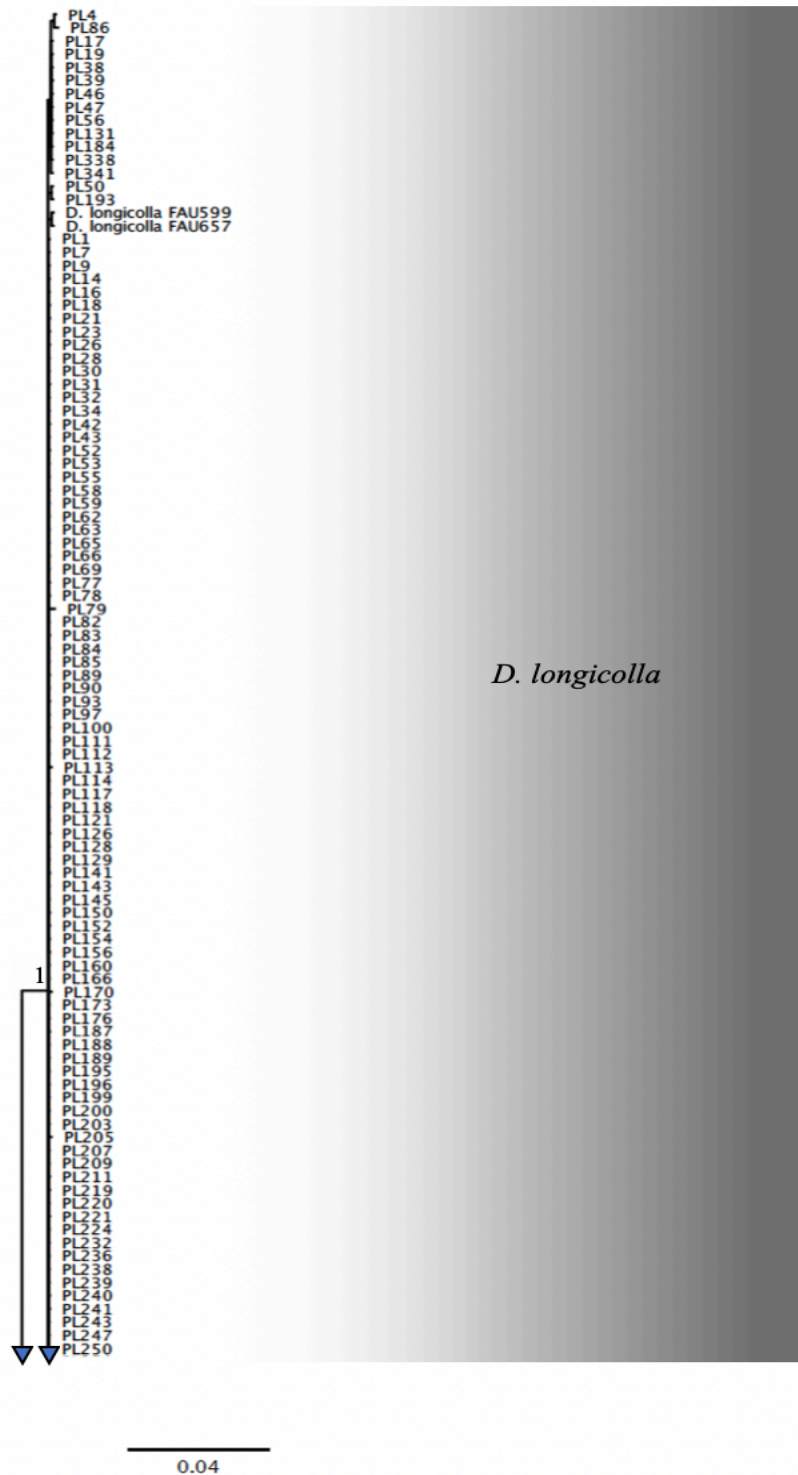 PL4
PL86
PL17
PL19
PL38
PL39
PL46
PL47
PL56
PL131
PL184
PL338
PL341
PL50
PL193
D. longicolla FAU599
D. longicolla FAU657
PL1
PL7
PL9
PL14
PL16
PL18
PL21
PL23
PL26
PL28
PL30
PL31
PL32
PL34
PL42
PL43
PL52
PL53
PL55
PL58
PL59
PL62
PL63
PL65
PL66
PL69
PL77
PL78
PL79
PL82
PL83
PL84
PL85
PL89
PL90
PL93
PL97
PL100
PL111
PL112
PL113
PL114
PL117
PL118
PL121
PL126
PL128
PL129
PL141
PL143
PL145
PL150
PL152
PL154
PL156
PL160
PL166
1
PL170
PL173
PL176
PL187
PL188
PL189
PL195
PL196
PL199
PL200
PL203
PL205
PL207
PL209
PL211
PL219
PL220
PL221
PL224
PL232
PL236
PL238
PL239
PL240
PL241
PL243
PL247
PL250
D. longicolla
0.04